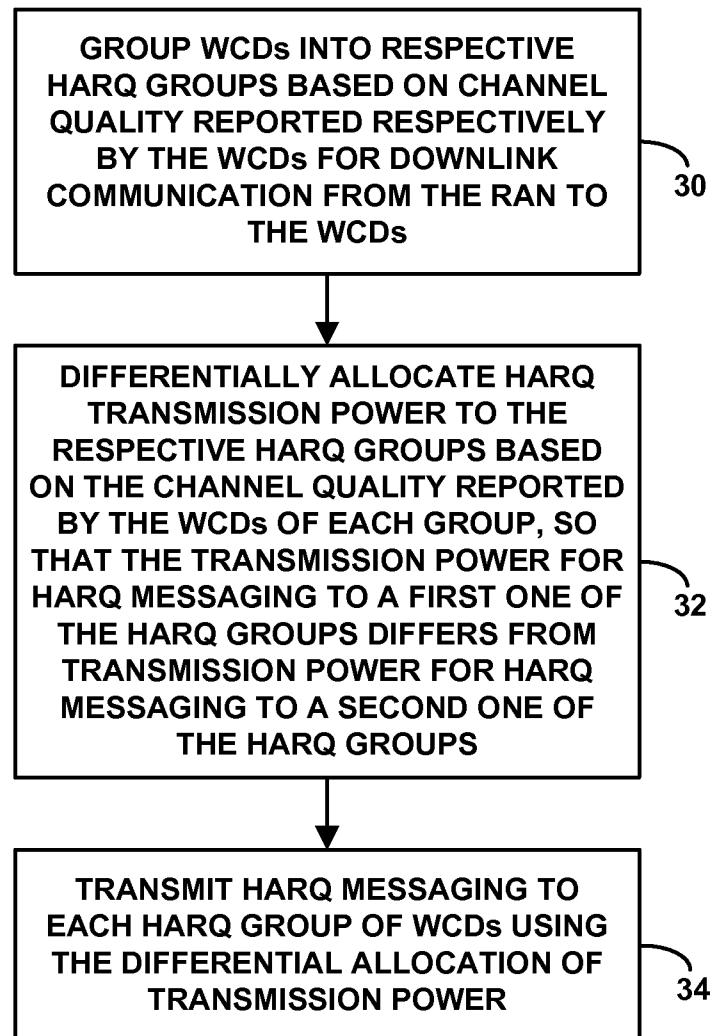 GROUP WCDs INTO RESPECTIVE
HARQ GROUPS BASED ON CHANNEL
QUALITY REPORTED RESPECTIVELY
BY THE WCDs FOR DOWNLINK
COMMUNICATION FROM THE RAN TO
THE WCDs
30
DIFFERENTIALLY ALLOCATE HARQ
TRANSMISSION POWER TO THE
RESPECTIVE HARQ GROUPS BASED
ON THE CHANNEL QUALITY REPORTED
BY THE WCDs OF EACH GROUP, SO
THAT THE TRANSMISSION POWER FOR
HARQ MESSAGING TO A FIRST ONE OF
THE HARQ GROUPS DIFFERS FROM
TRANSMISSION POWER FOR HARQ
MESSAGING TO A SECOND ONE OF
THE HARQ GROUPS
32
TRANSMIT HARQ MESSAGING TO
EACH HARQ GROUP OF WCDs USING
THE DIFFERENTIAL ALLOCATION OF
TRANSMISSION POWER
34